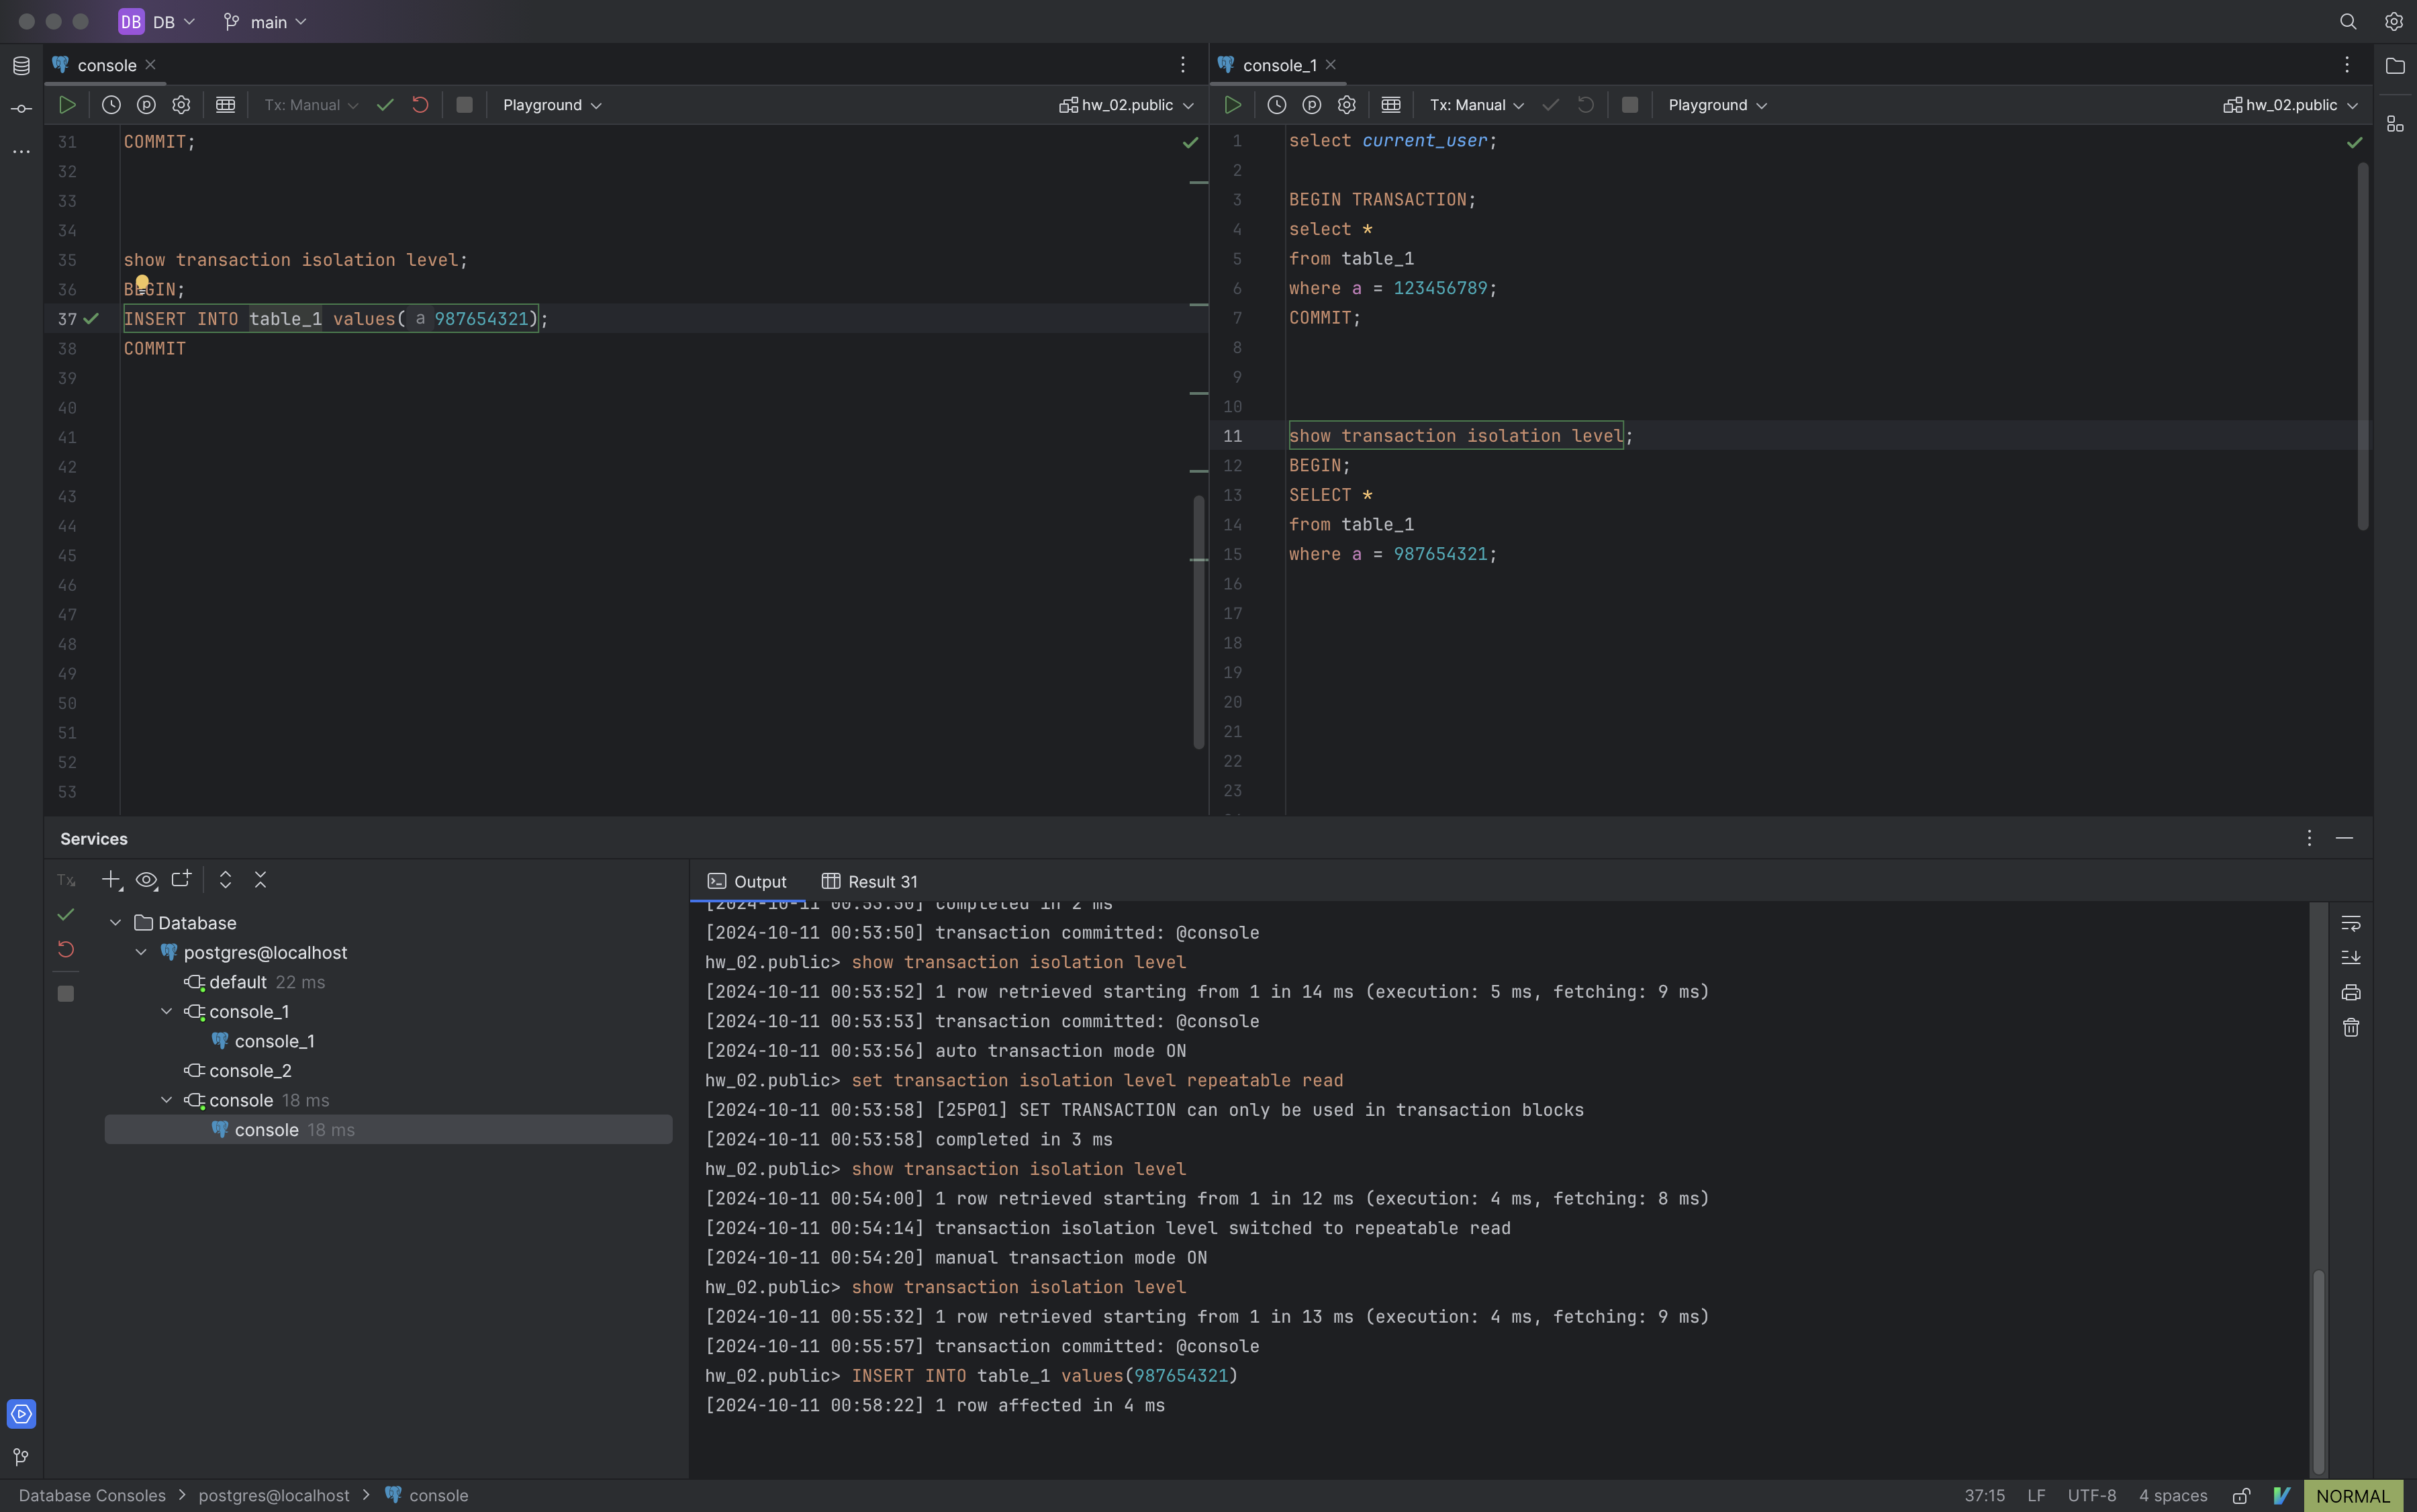 DB DB main
console
Tx: Manual Playground hw_02.public
31 COMMIT;
32
33
34
35 show transaction isolation level;
36 BEGIN;
37 INSERT INTO table_1 values( a 987654321);
38 COMMIT
39
40
41
42
43
44
45
46
47
48
49
50
51
52
53
console_1
Tx: Manual Playground hw_02.public
1 select current_user;
2
3 BEGIN TRANSACTION;
4 select *
5 from table_1
6 where a = 123456789;
7 COMMIT;
8
9
10
11 show transaction isolation level;
12 BEGIN;
13 SELECT *
14 from table_1
15 where a = 987654321;
16
17
18
19
20
21
22
23
Services
Tx
Database
postgres@localhost
default 22 ms
console_1
console_1
console_2
console 18 ms
console 18 ms
Output Result 31
[2024-10-11 00:53:50] completed in 2 ms
[2024-10-11 00:53:50] transaction committed: @console
hw_02.public> show transaction isolation level
[2024-10-11 00:53:52] 1 row retrieved starting from 1 in 14 ms (execution: 5 ms, fetching: 9 ms)
[2024-10-11 00:53:53] transaction committed: @console
[2024-10-11 00:53:56] auto transaction mode ON
hw_02.public> set transaction isolation level repeatable read
[2024-10-11 00:53:58] [25P01] SET TRANSACTION can only be used in transaction blocks
[2024-10-11 00:53:58] completed in 3 ms
hw_02.public> show transaction isolation level
[2024-10-11 00:54:00] 1 row retrieved starting from 1 in 12 ms (execution: 4 ms, fetching: 8 ms)
[2024-10-11 00:54:14] transaction isolation level switched to repeatable read
[2024-10-11 00:54:20] manual transaction mode ON
hw_02.public> show transaction isolation level
[2024-10-11 00:55:32] 1 row retrieved starting from 1 in 13 ms (execution: 4 ms, fetching: 9 ms)
[2024-10-11 00:55:57] transaction committed: @console
hw_02.public> INSERT INTO table_1 values(987654321)
[2024-10-11 00:58:22] 1 row affected in 4 ms
Database Consoles > postgres@localhost > console
37:15 LF UTF-8 4 spaces NORMAL